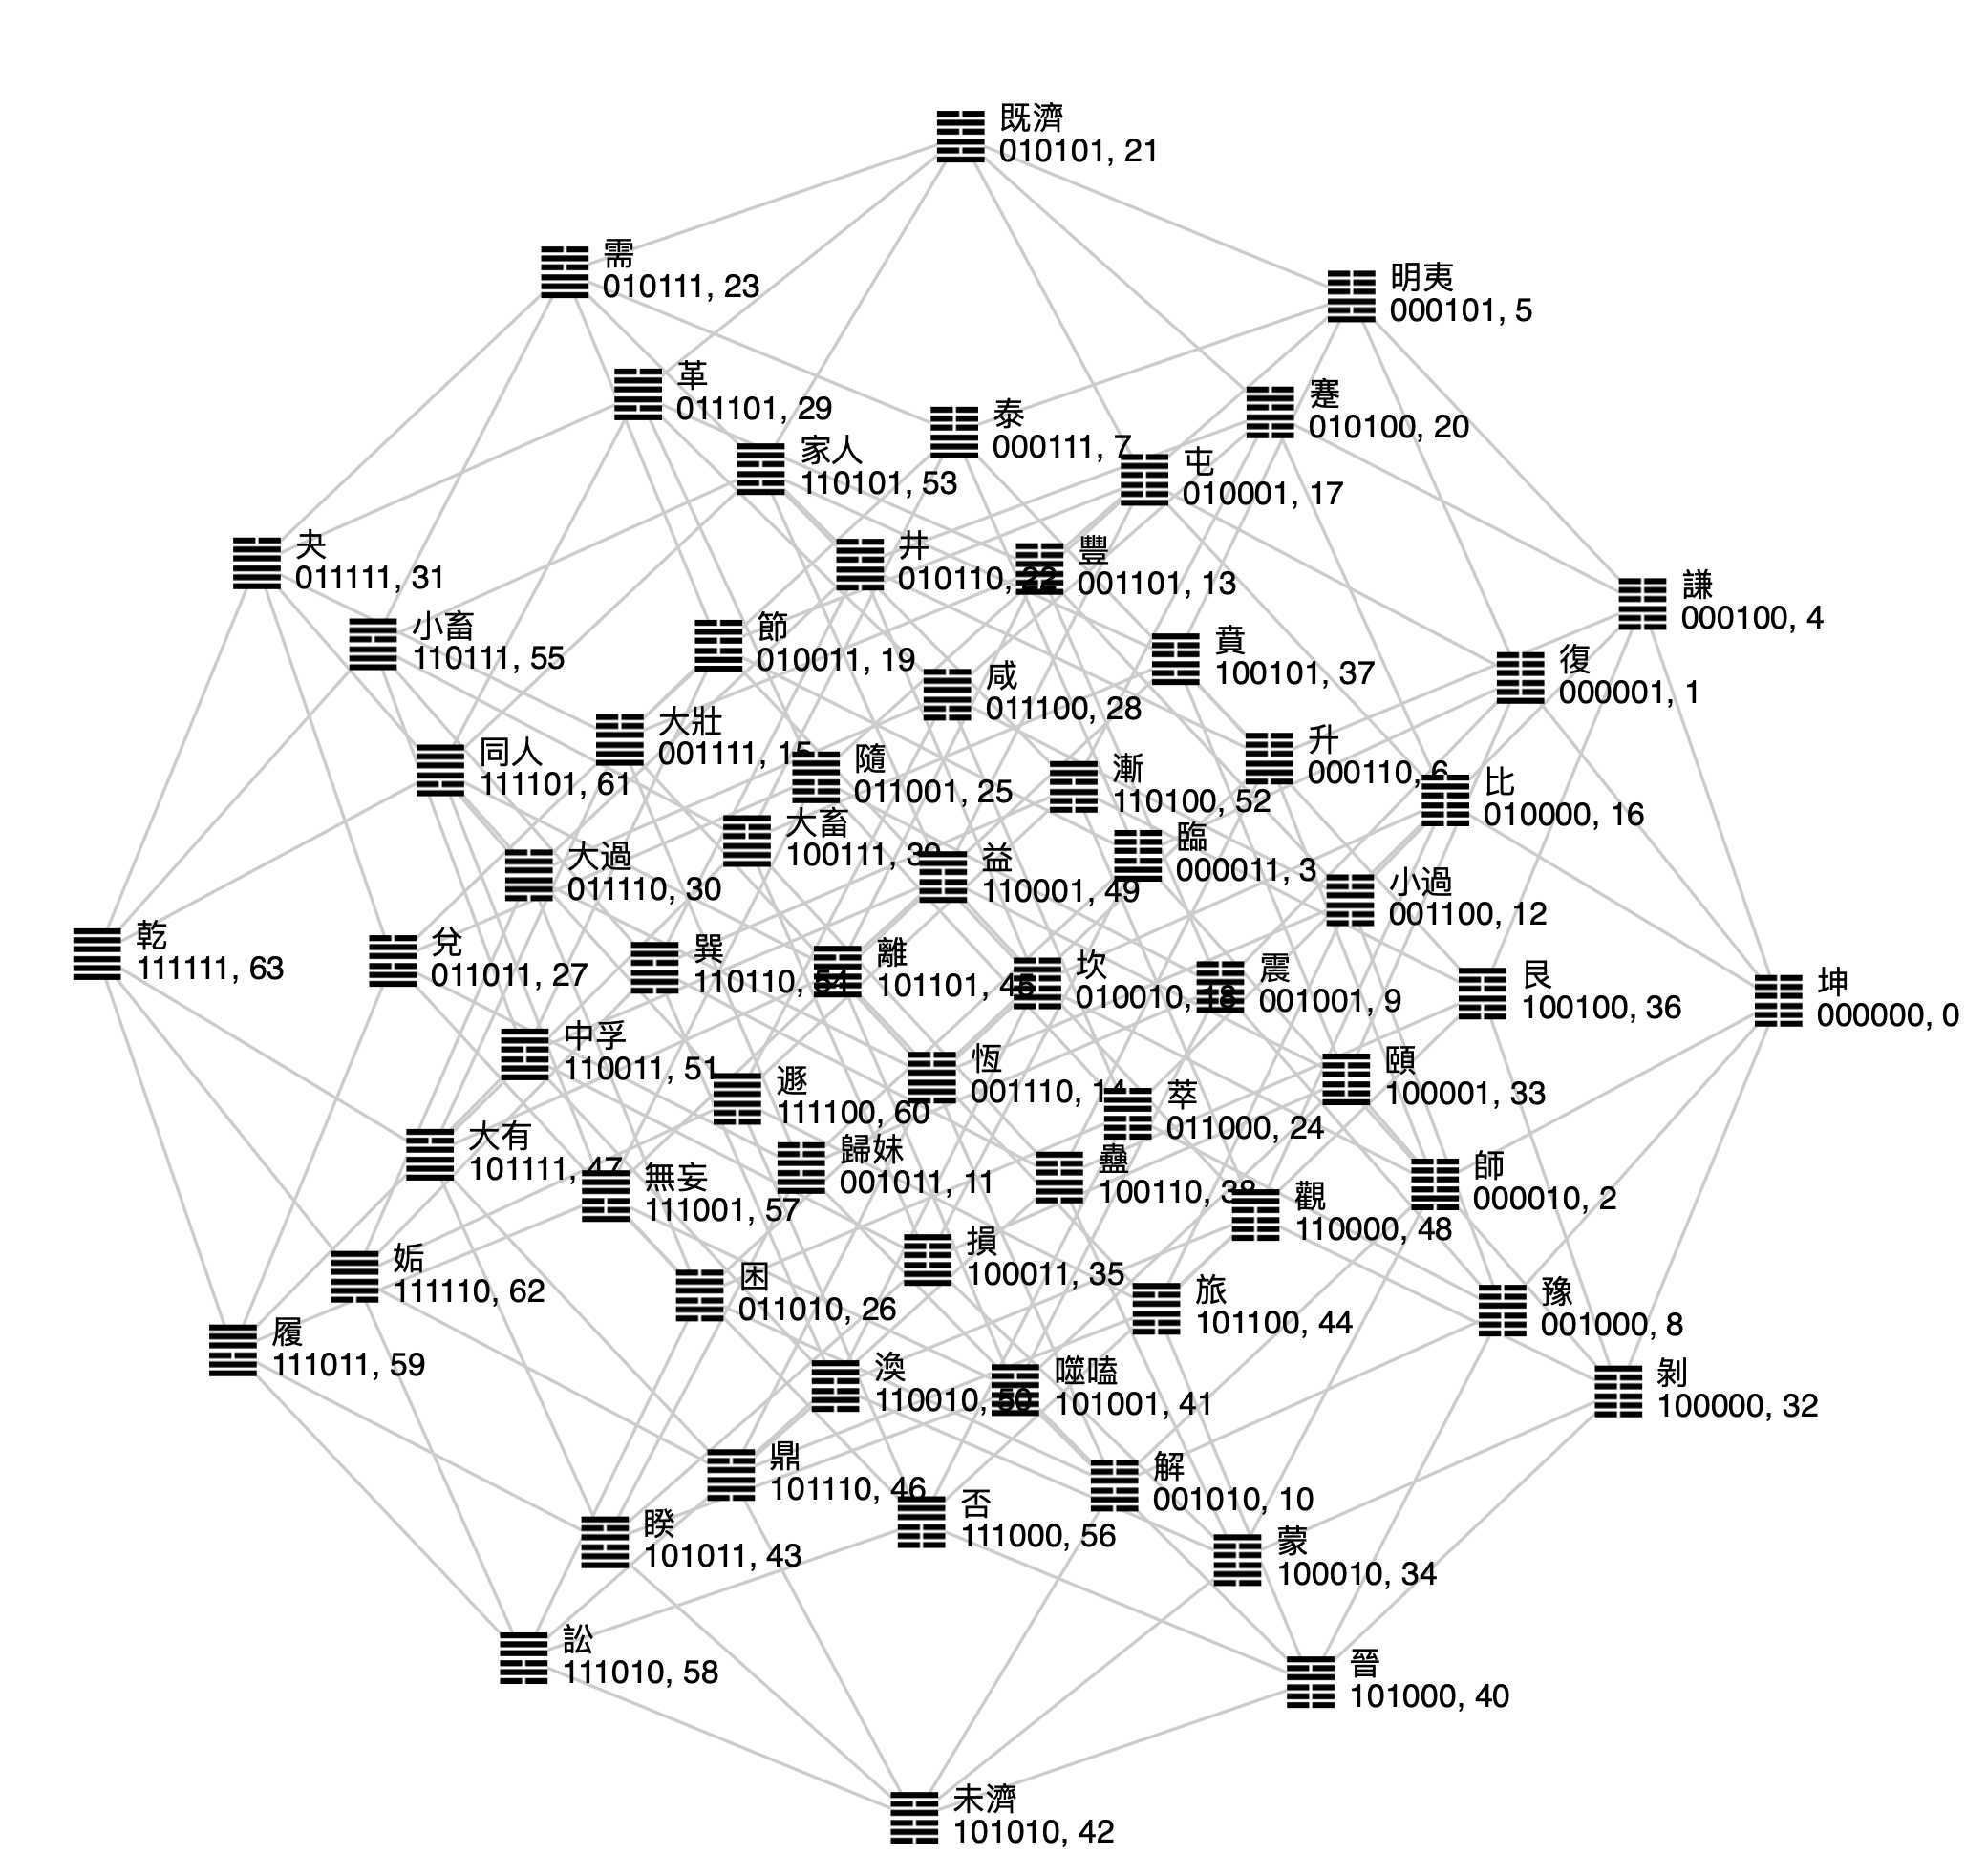 既濟
010101, 21
需
010111, 23
明夷
000101, 5
革
011101, 29
蹇
010100, 20
泰
000111, 7
家人
110101, 53
屯
010001, 17
井
010110, 22
夬
011111, 31
豐
001101, 13
謙
000100, 4
小畜
110111, 55
節
010011, 19
賁
100101, 37
復
000001, 1
咸
011100, 28
大壯
001111, 15
升
000110, 6
同人
111101, 61
隨
011001, 25
漸
110100, 52
比
010000, 16
大畜
100111, 39
臨
000011, 3
大過
011110, 30
益
110001, 49
小過
001100, 12
乾
111111, 63
兌
011011, 27
巽
110110, 54
離
101101, 45
坎
010010, 18
震
001001, 9
艮
100100, 36
坤
000000, 0
中孚
110011, 51
恆
001110, 14
頤
100001, 33
遯
111100, 60
萃
011000, 24
大有
101111, 47
歸妹
001011, 11
蠱
100110, 38
師
000010, 2
無妄
111001, 57
觀
110000, 48
損
100011, 35
姤
111110, 62
困
011010, 26
旅
101100, 44
豫
001000, 8
履
111011, 59
渙
110010, 50
噬嗑
101001, 41
剝
100000, 32
鼎
101110, 46
解
001010, 10
否
111000, 56
睽
101011, 43
蒙
100010, 34
訟
111010, 58
晉
101000, 40
未濟
101010, 42